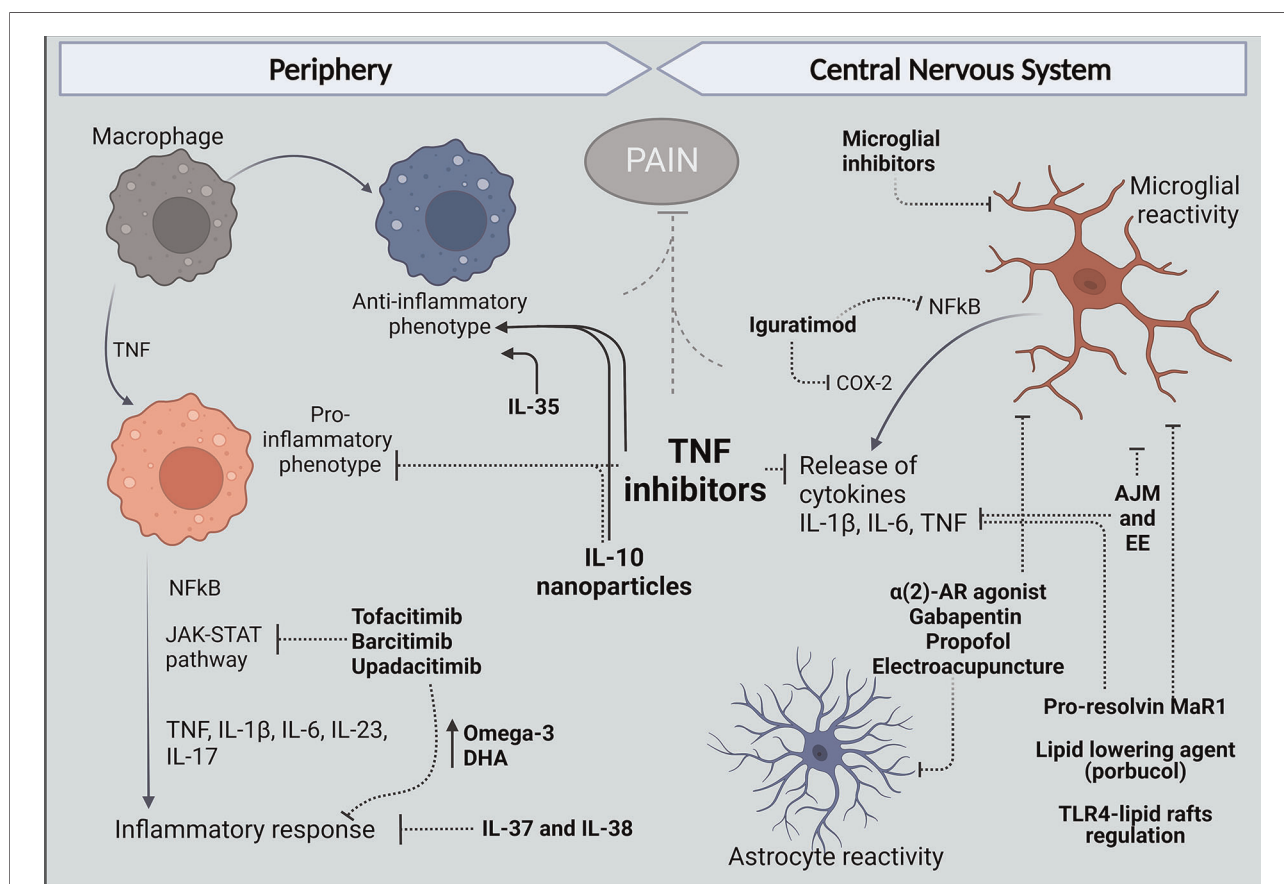 Periphery
Central Nervous System
Macrophage
PAIN
Microglial
inhibitors
Microglial
reactivity
Anti-inflammatory
phenotype
TNF
IL-35
Iguratimod
NFkB
COX-2
Pro-
inflammatory
phenotype
TNF
inhibitors
Release of
cytokines
IL-1β, IL-6, TNF
AJM
and
EE
IL-10
nanoparticles
NFkB
JAK-STAT
pathway
Tofacitimib
Barcitimib
Upadacitimib
α(2)-AR agonist
Gabapentin
Propofol
Electroacupuncture
TNF, IL-1β, IL-6, IL-23,
IL-17
Omega-3
DHA
Pro-resolvin MaR1
Lipid lowering agent
(porbucol)
TLR4-lipid rafts
regulation
Inflammatory response
IL-37 and IL-38
Astrocyte reactivity